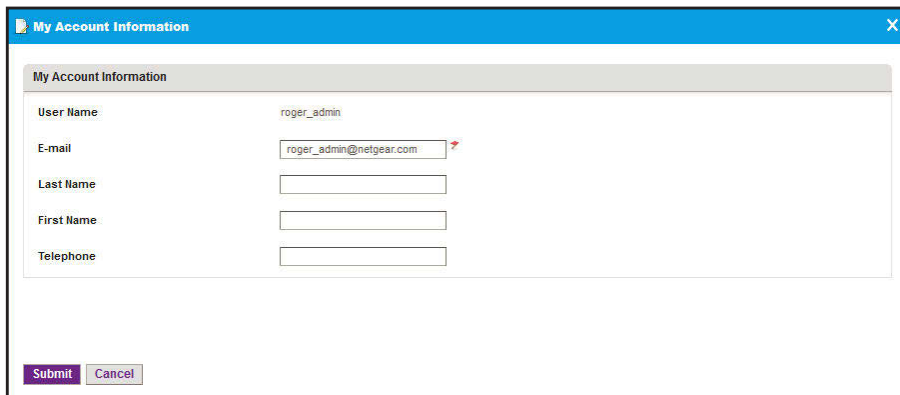 My Account Information X
My Account Information
User Name roger_admin
E-mail roger_admin@netgear.com
Last Name
First Name
Telephone
Submit Cancel